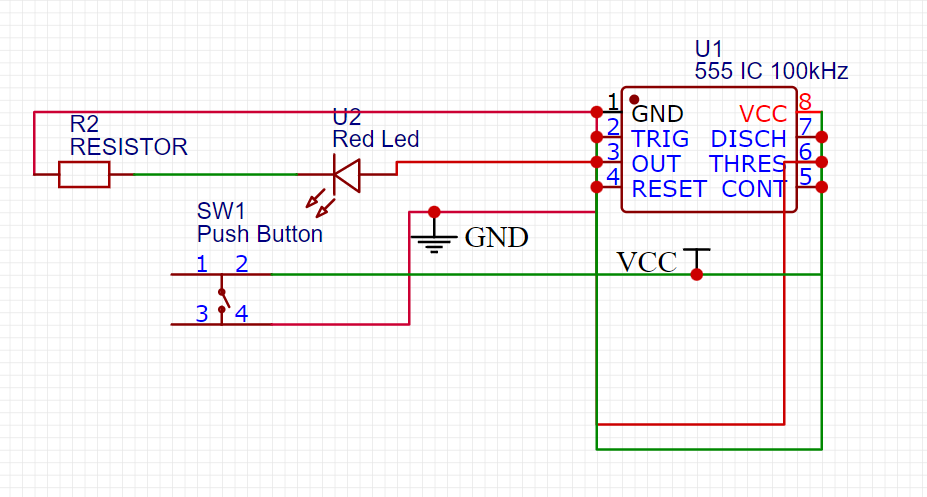 U1
555 IC 100kHz
1 GND VCC 8
2 TRIG DISCH 7
3 OUT THRES 6
4 RESET CONT 5
R2
RESISTOR
U2
Red Led
SW1
Push Button
1 2
3 4
GND
VCC